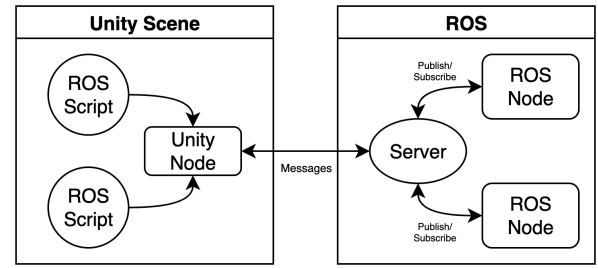 Unity Scene
ROS
Script
Unity
Node
ROS
Script
Messages
ROS
Publish/
Subscribe
ROS
Node
Server
Publish/
Subscribe
ROS
Node